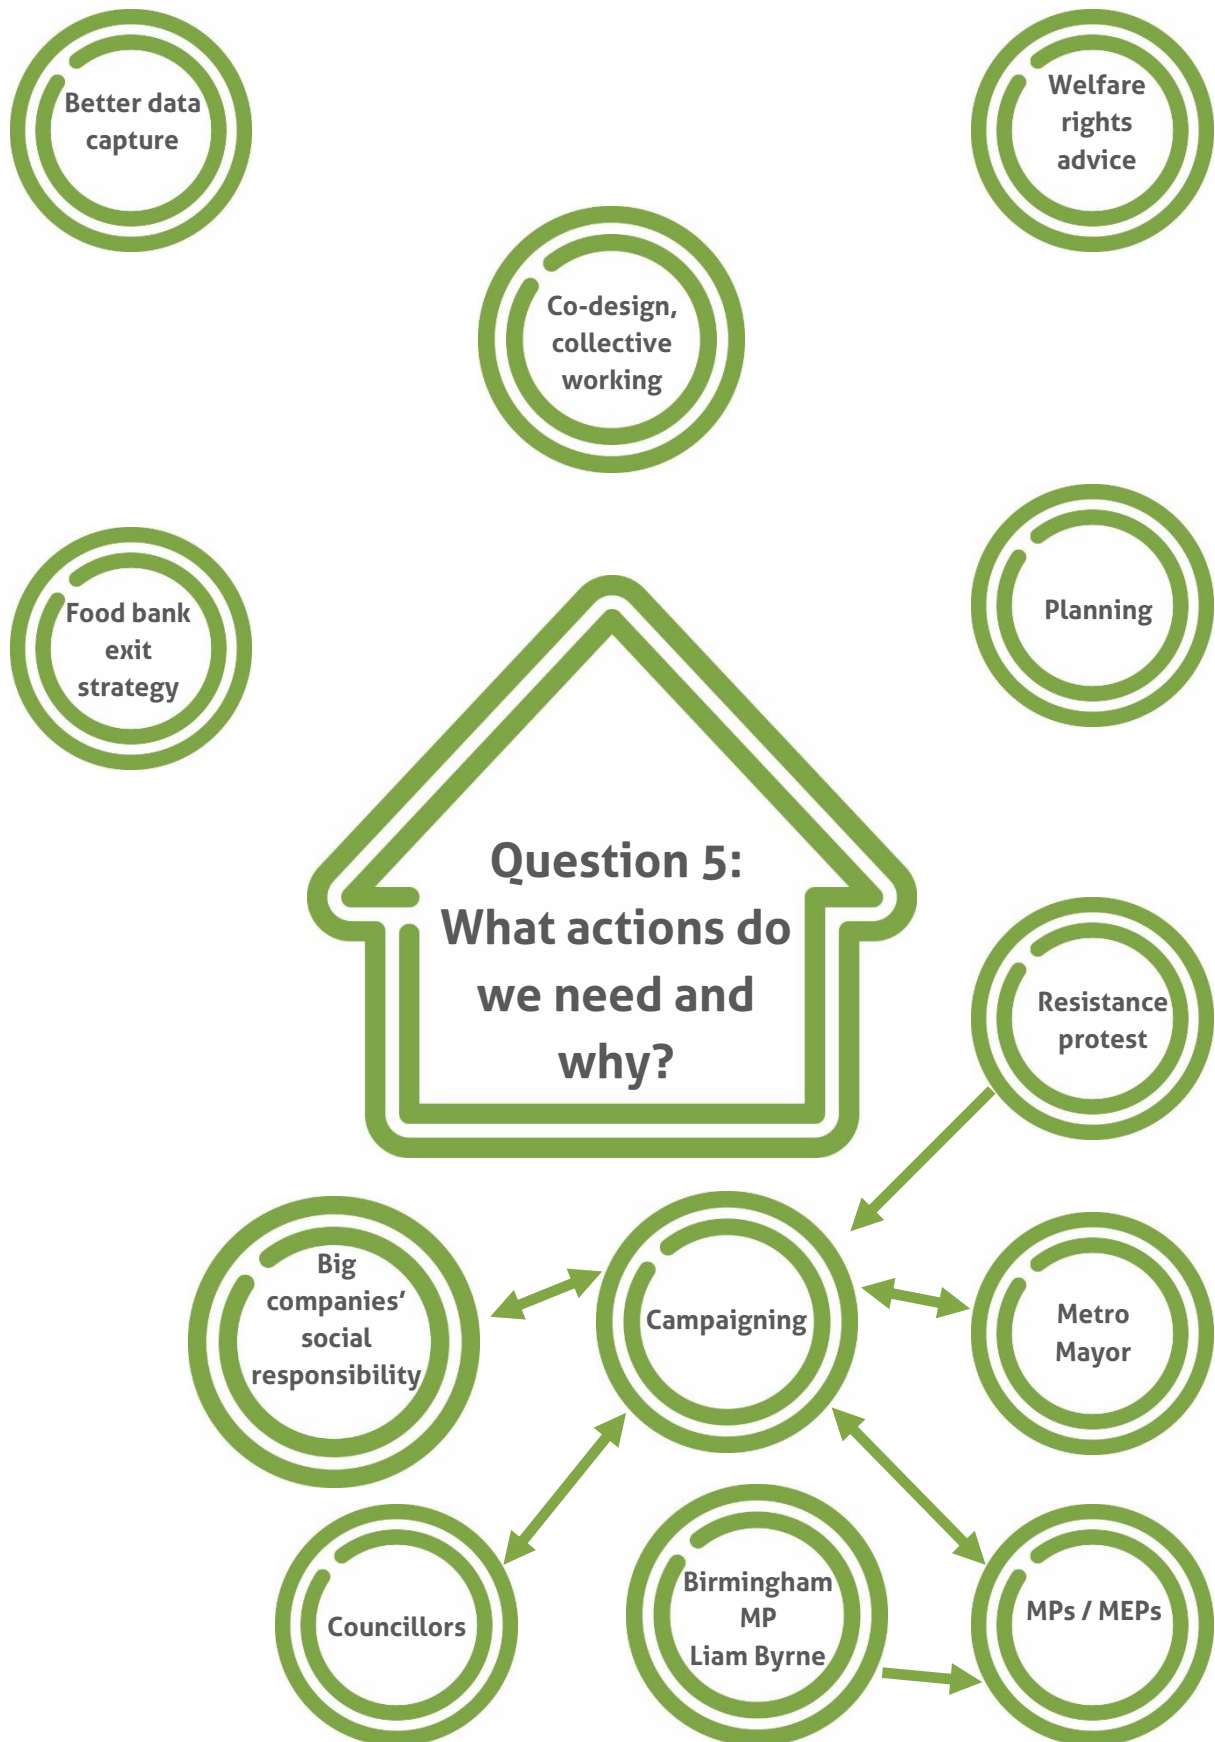 Better data
capture
Welfare
rights
advice
Co-design,
collective
working
Food bank
exit
strategy
Planning
Question 5:
What actions do
we need and
why?
Resistance
protest
Big
companies’
social
responsibility
Campaigning
Metro
Mayor
Councillors
Birmingham
MP
Liam Byrne
MPs / MEPs